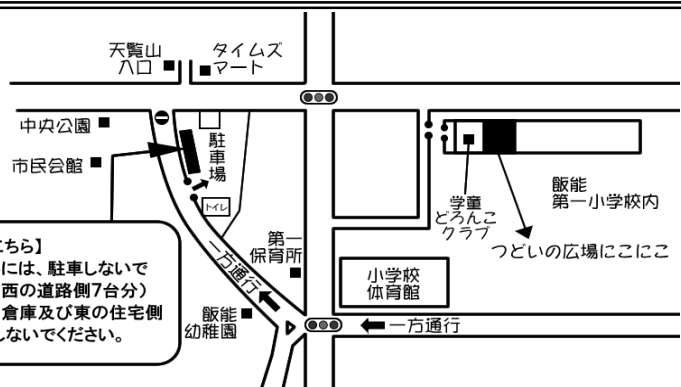 天覧山
入口
タイムズ
マート
中央公園
市民会館
駐車場
トイレ
学童
どろんこ
クラブ
飯能
第一小学校内
つどいの広場にこにこ
第一
保育所
小学校
体育館
一方通行
飯能
幼稚園
一方通行
こちら】
には、駐車しないで
西の道路側7台分）
倉庫及び東の住宅側
しないでください。